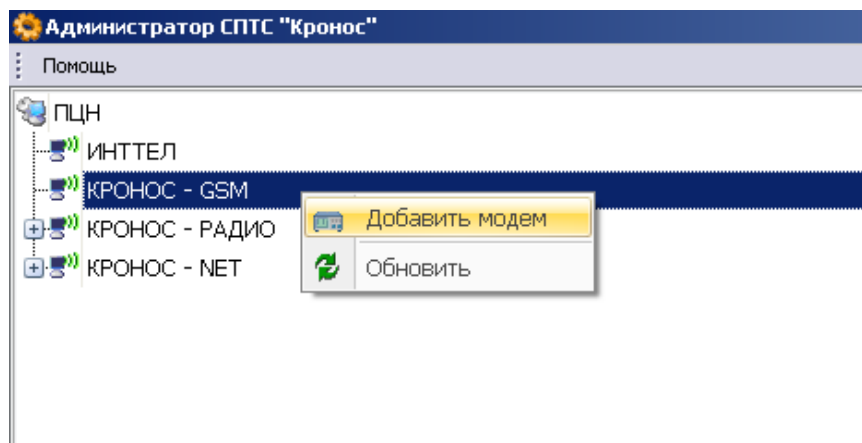 Администратор СПТС "Кронос"
Помощь
ПЦН
ИНТТЕЛ
КРОНОС - GSM
Добавить модем
КРОНОС - РАДИО
Обновить
КРОНОС - NET